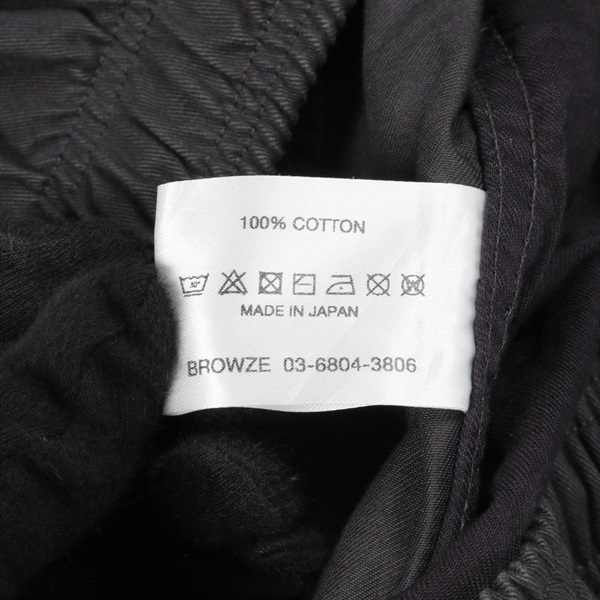 100% COTTON
MADE IN JAPAN
BROWZE 03-6804-3806